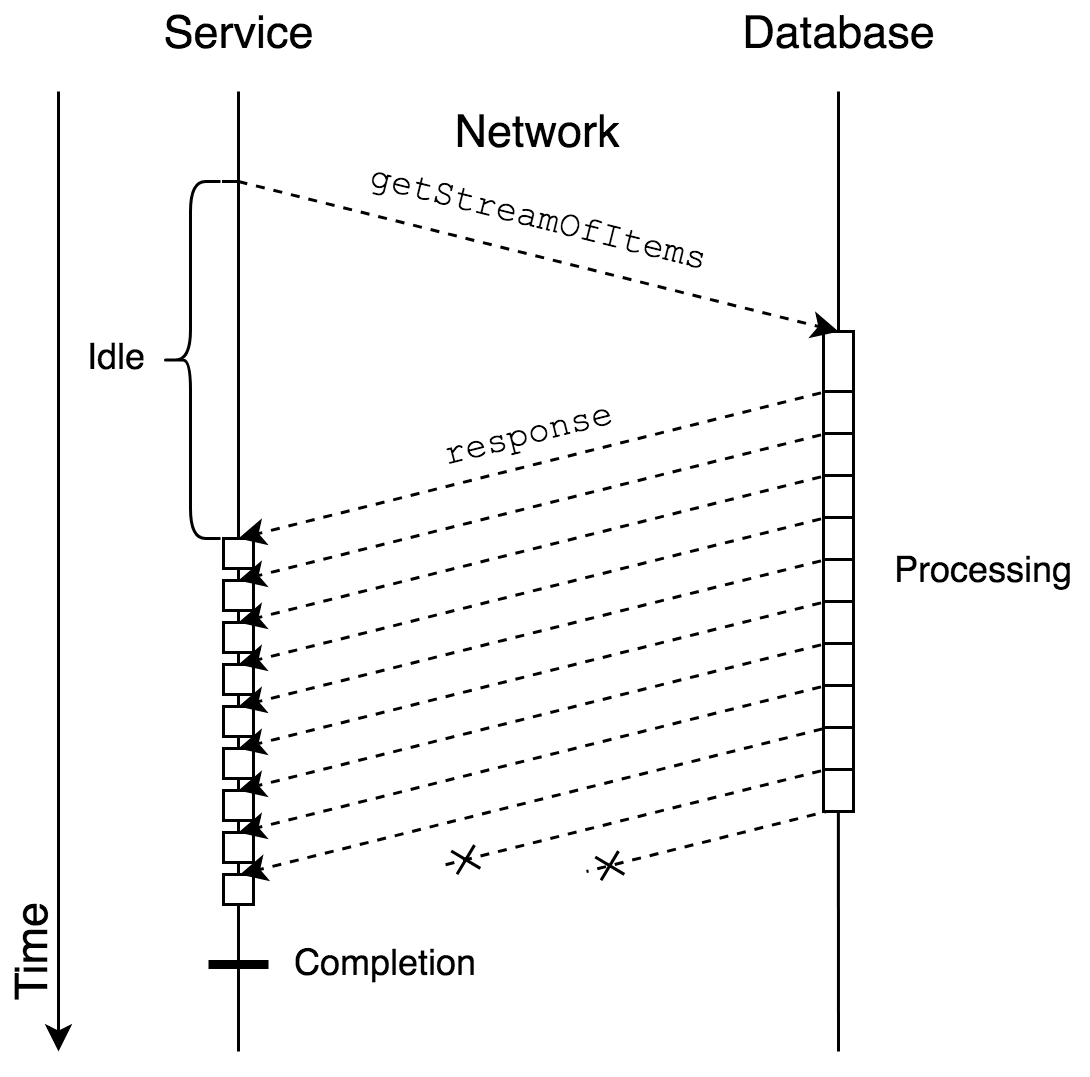 Service
Database
Network
getStreamOfItems
Idle
response
Processing
Completion
Time